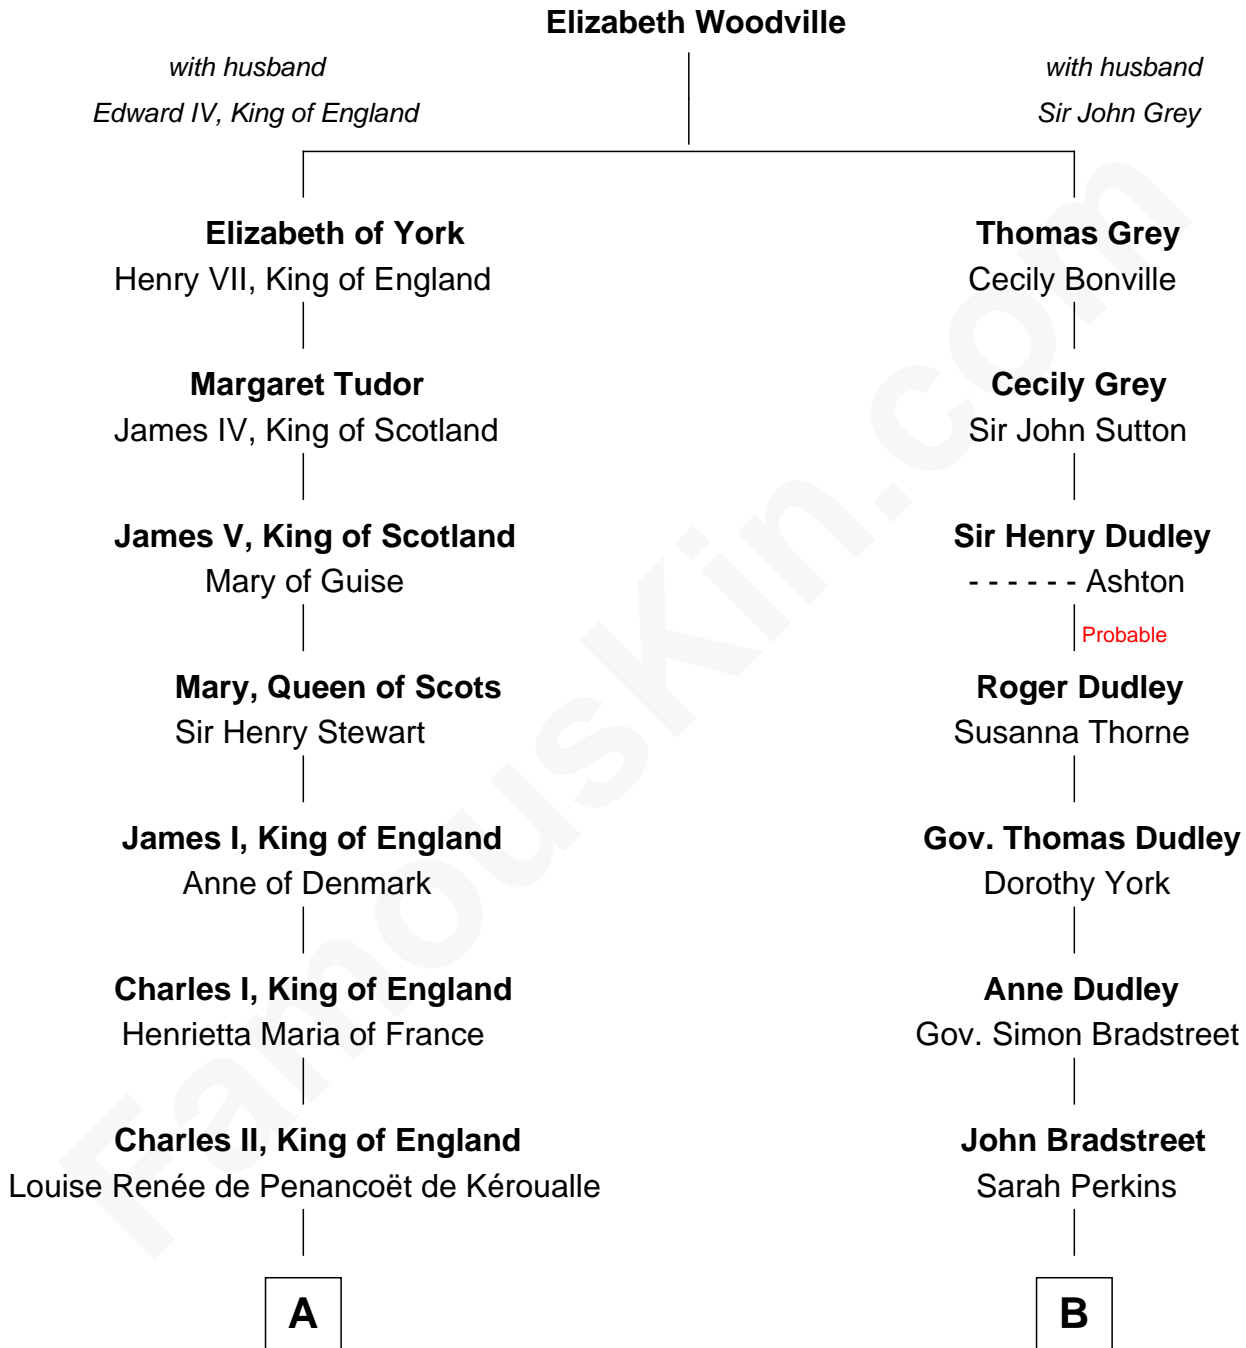 Elizabeth Woodville
with husband
Edward IV, King of England
with husband
Sir John Grey
Elizabeth of York
Henry VII, King of England
Thomas Grey
Cecily Bonville
Margaret Tudor
James IV, King of Scotland
Cecily Grey
Sir John Sutton
James V, King of Scotland
Mary of Guise
Sir Henry Dudley
- - - - - - Ashton
Probable
Mary, Queen of Scots
Sir Henry Stewart
Roger Dudley
Susanna Thorne
James I, King of England
Anne of Denmark
Gov. Thomas Dudley
Dorothy York
Charles I, King of England
Henrietta Maria of France
Anne Dudley
Gov. Simon Bradstreet
Charles II, King of England
Louise Renée de Penancoët de Kéroualle
John Bradstreet
Sarah Perkins
A
B
FamousKin.com